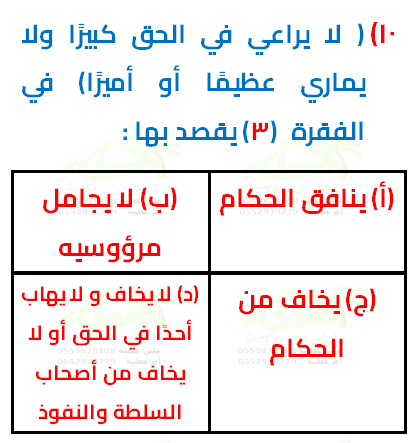 ١٠) ( لا يراعي في الحق كبيرًا ولا
يماري عظيمًا أو أميرًا) في
الفقرة (٣) يقصد بها :
(أ) ينافق الحكام
(ب) لا يجامل
مرؤوسيه
(ج) يخاف من
الحكام
(د) لا يخاف و لا يهاب
أحدًا في الحق أو لا
يخاف من أصحاب
السلطة والنفوذ